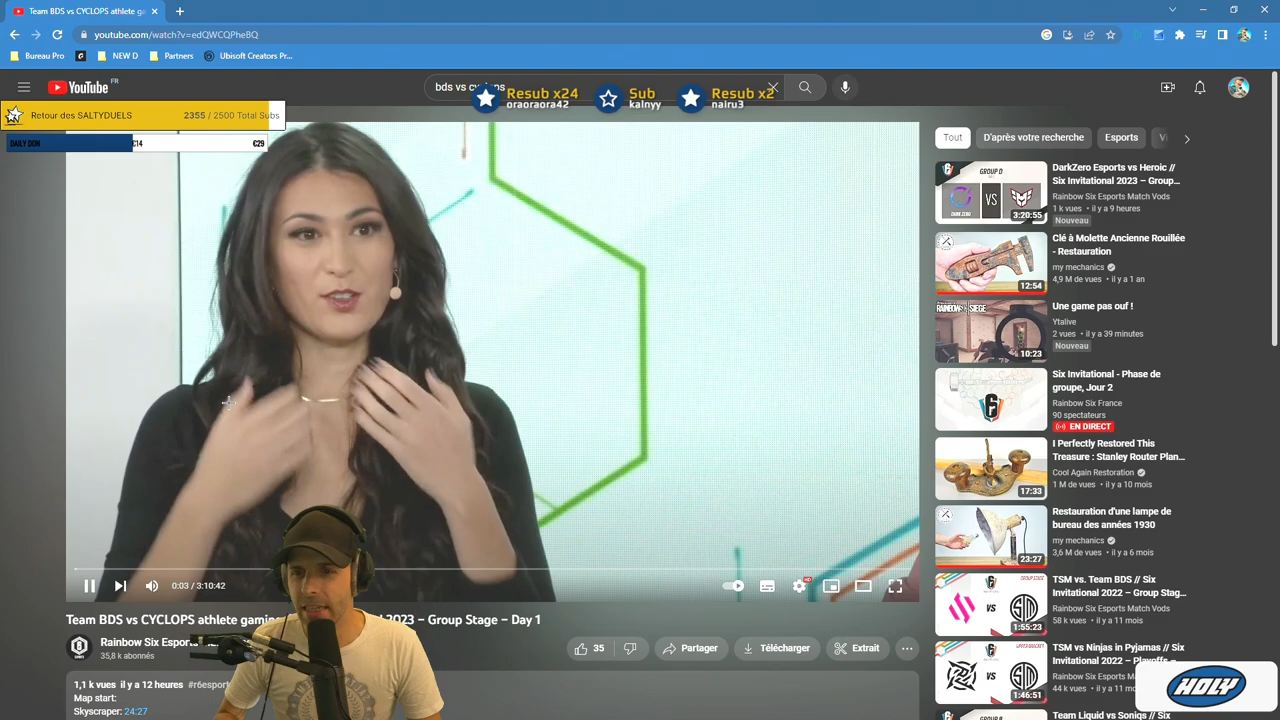 Team BDS vs CYCLOPS athlete ga
youtube.com/watch?v=edQWCQPheBQ
Bureau Pro
NEW D
Partners
Ubisoft Creators Pr...
YouTube
FR
bds vs
Resub x24
oraoraora42
Sub
kalnyy
Resub x2
nalru3
Retour des SALTYDUELS
2355 / 2500 Total Subs
DAILY DON
€14
€29
Tout
D'après votre recherche
Esports
GROUP D
VS
3:20:55
DarkZero Esports vs Heroic //
Six Invitational 2023 – Group...
Rainbow Six Esports Match Vods
1 k vues • il y a 9 heures
Nouveau
12:54
Clé à Molette Ancienne Rouillée
- Restauration
my mechanics
4,9 M de vues • il y a 1 an
10:23
Une game pas ouf !
Ytalive
2 vues • il y a 39 minutes
Nouveau
Six Invitational - Phase de
groupe, Jour 2
Rainbow Six France
90 spectateurs
EN DIRECT
17:33
I Perfectly Restored This
Treasure : Stanley Router Plan...
Cool Again Restoration
1 M de vues • il y a 10 mois
23:27
Restauration d'une lampe de
bureau des années 1930
my mechanics
3,6 M de vues • il y a 6 mois
VS
1:55:23
TSM vs. Team BDS // Six
Invitational 2022 – Group Stag...
Rainbow Six Esports Match Vods
58 k vues • il y a 11 mois
VS
1:46:51
TSM vs Ninjas in Pyjamas // Six
Invitational 2022 – Playoffs –
Rainbow Six
44 k vues • il y a 11
Team Liquid vs Soniqs // Six
0:03 / 3:10:42
HD
Team BDS vs CYCLOPS athlete gami
2023 – Group Stage – Day 1
Rainbow Six Esports
35,8 k abonnés
35
Partager
Télécharger
Extrait
1,1 k vues il y a 12 heures #r6esport
Map start:
Skyscraper: 24:27
HOLY